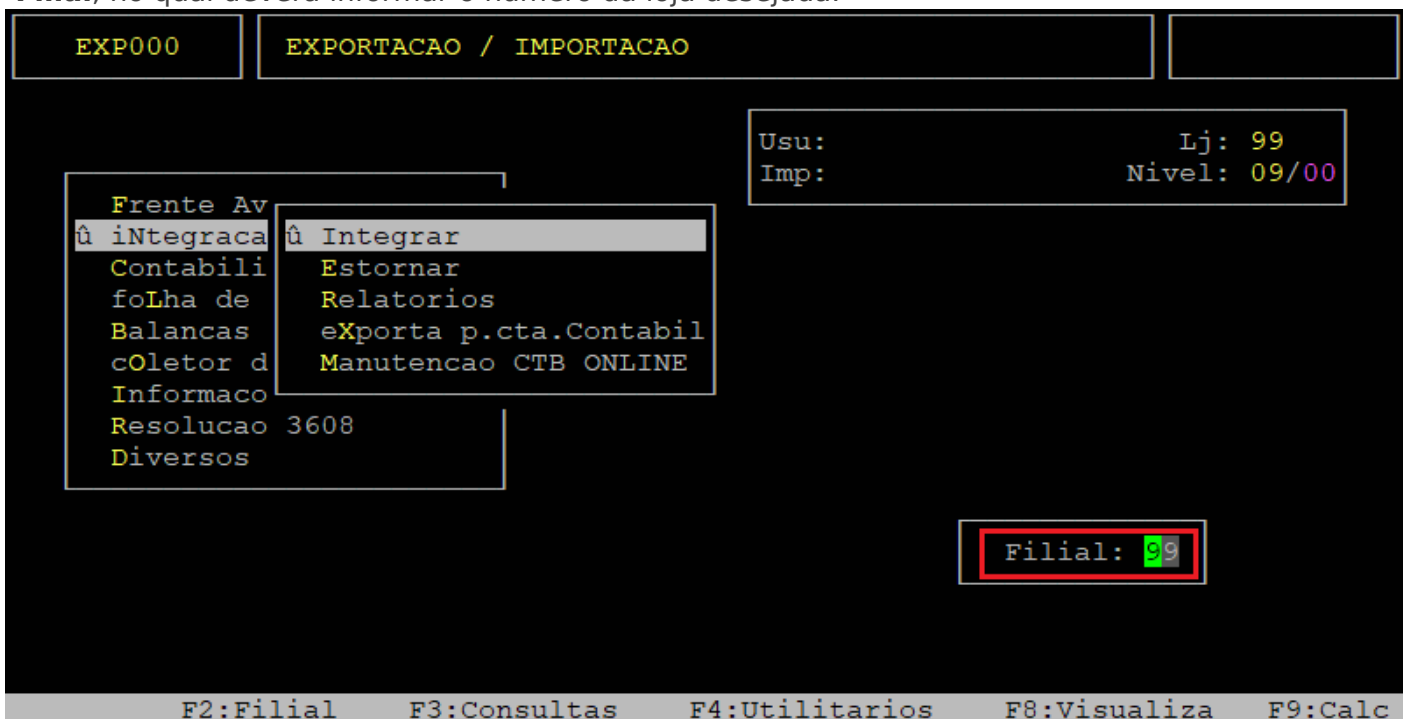 EXP000 EXPORTACAO / IMPORTACAO
Usu: Lj: 99
Imp: Nivel: 09/00
Frente Av
û iNtegraca û Integrar
Contabili Estornar
foLha de Relatorios
Balancas eXporta p.cta.Contabil
cOletor d Manutencao CTB ONLINE
Informaco
Resolucao 3608
Diversos
Filial: 99
F2:Filial F3:Consultas F4:Utilitarios F8:Visualiza F9:Calc